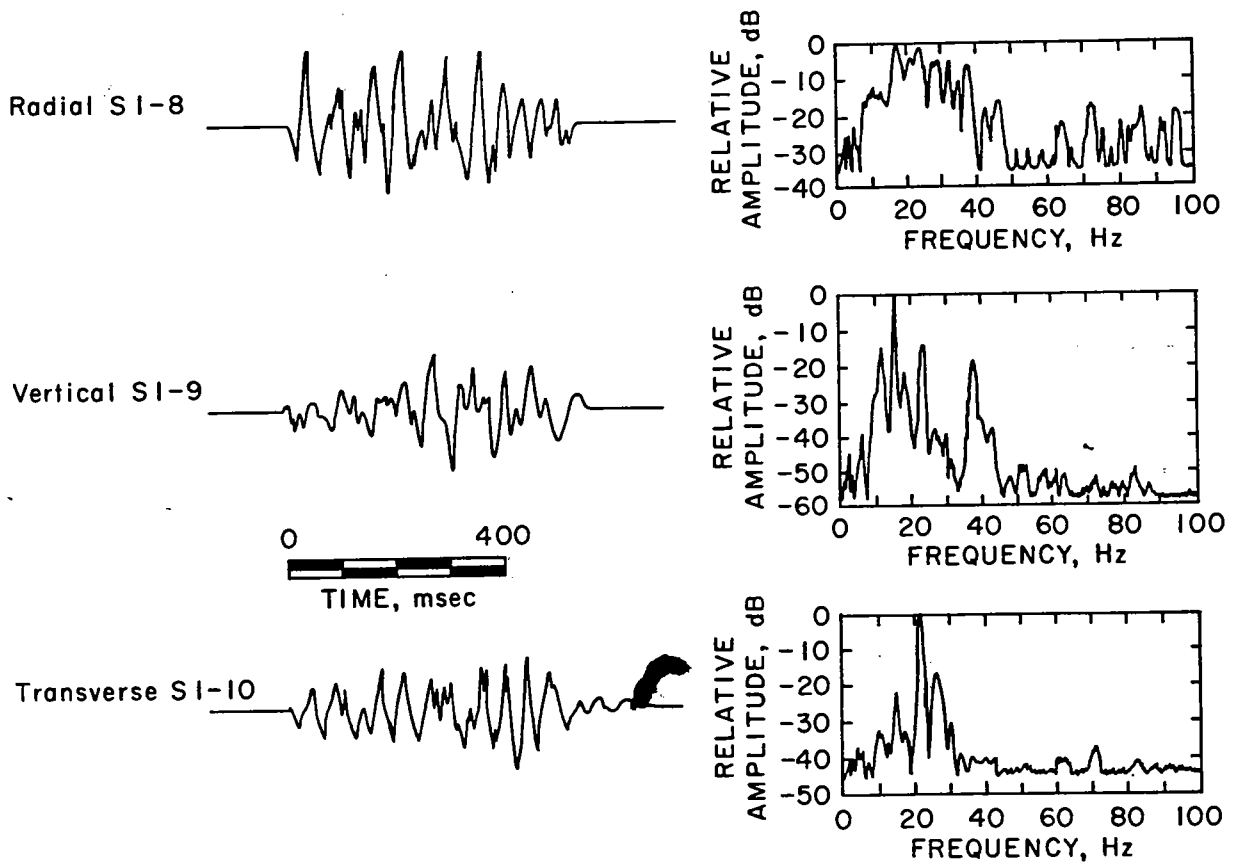 Radial S1-8
RELATIVE
AMPLITUDE, dB
0
-10
-20
-30
-40
0 20 40 60 80 100
FREQUENCY, Hz
Vertical S1-9
RELATIVE
AMPLITUDE, dB
0
-10
-20
-30
-40
-50
-60
0 20 40 60 80 100
FREQUENCY, Hz
0 400
TIME, msec
Transverse S1-10
RELATIVE
AMPLITUDE, dB
0
-10
-20
-30
-40
-50
0 20 40 60 80 100
FREQUENCY, Hz